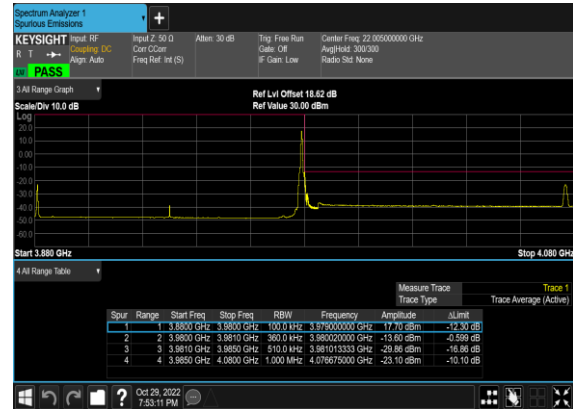 Spectrum Analyzer 1
Spurious Emissions
+
KEYSIGHT Input: RF Input Z: 50 Ω Atten: 30 dB Trig: Free Run Center Freq: 22.005000000 GHz
R T Coupling: DC Corr CCorr Gate: Off Avg|Hold: 300/300
Align: Auto Freq Ref: Int (S) IF Gain: Low Radio Std: None
LXI PASS
3 All Range Graph
Ref Lvl Offset 18.62 dB
Scale/Div 10.0 dB Ref Value 30.00 dBm
Log
20.0
10.0
0.00
-10.0
-20.0
-30.0
-40.0
-50.0
-60.0
Start 3.880 GHz Stop 4.080 GHz
4 All Range Table
Measure Trace Trace 1
Trace Type Trace Average (Active)
Spur Range Start Freq Stop Freq RBW Frequency Amplitude ΔLimit
1 1 3.8800 GHz 3.9800 GHz 100.0 kHz 3.979000000 GHz 17.70 dBm -12.30 dB
2 2 3.9800 GHz 3.9810 GHz 360.0 kHz 3.980020000 GHz -13.60 dBm -0.599 dB
3 3 3.9810 GHz 3.9850 GHz 510.0 kHz 3.981013333 GHz -29.86 dBm -16.86 dB
4 4 3.9850 GHz 4.0800 GHz 1.000 MHz 4.076675000 GHz -23.10 dBm -10.10 dB
? Oct 29, 2022
7:53:11 PM